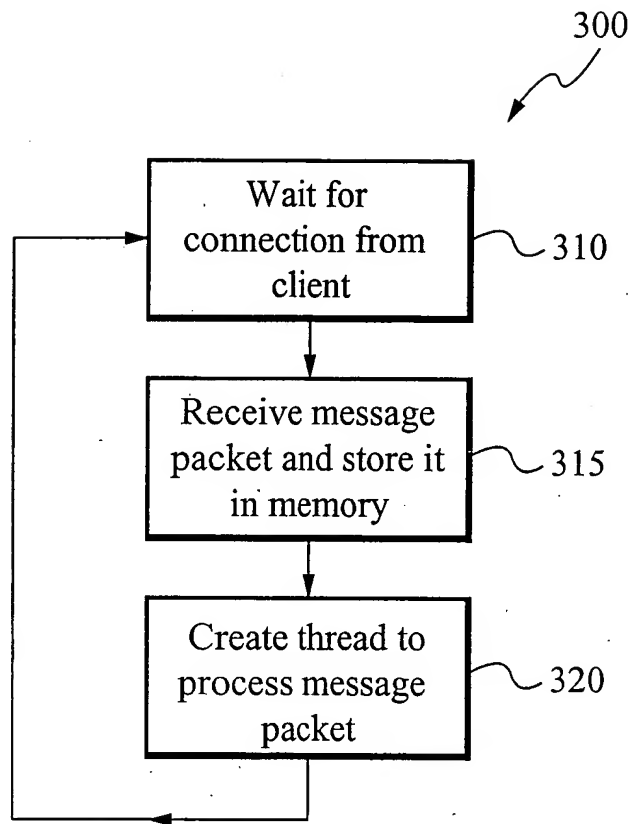 300
Wait for
connection from
client
310
Receive message
packet and store it
in memory
315
Create thread to
process message
packet
320